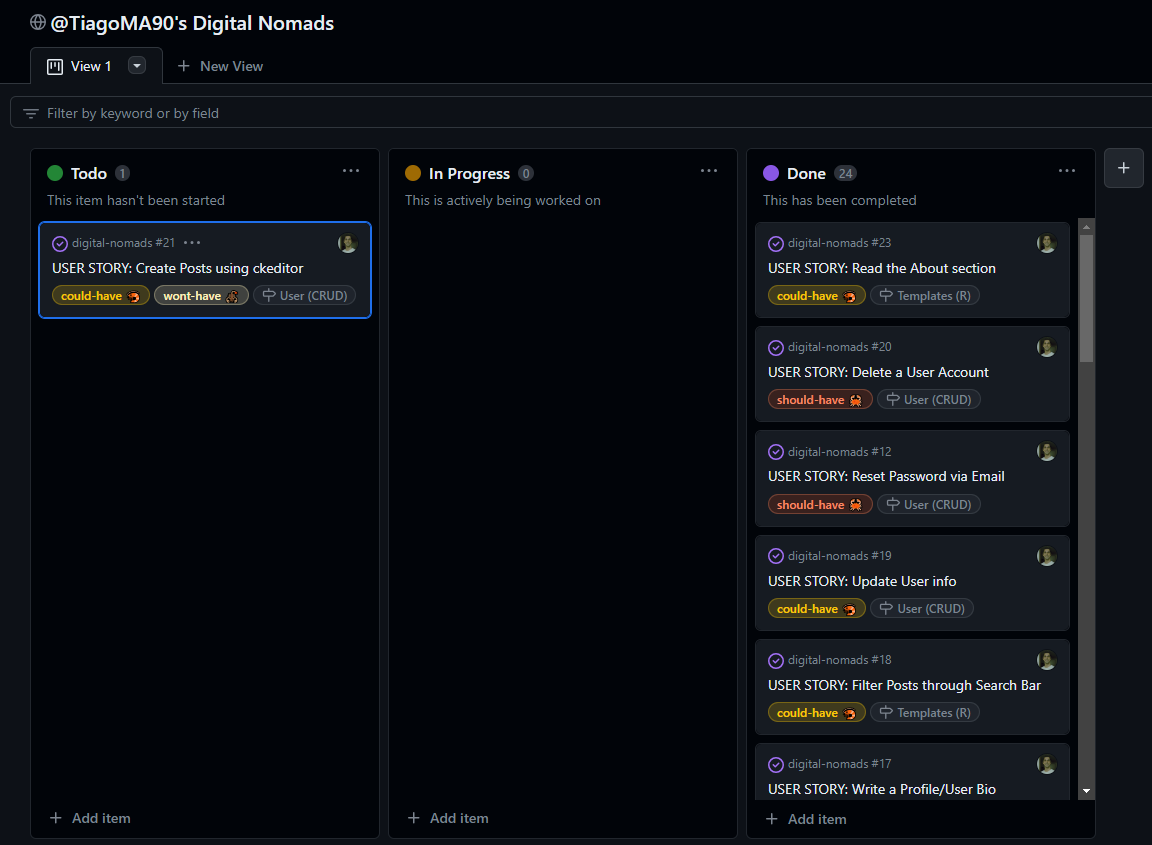 @TiagoMA90's Digital Nomads
View 1
New View
Filter by keyword or by field
Todo 1
This item hasn't been started
digital-nomads #21
USER STORY: Create Posts using ckeditor
could-have wont-have User (CRUD)
Add item
In Progress 0
This is actively being worked on
Add item
Done 24
This has been completed
digital-nomads #23
USER STORY: Read the About section
could-have Templates (R)
digital-nomads #20
USER STORY: Delete a User Account
should-have User (CRUD)
digital-nomads #12
USER STORY: Reset Password via Email
should-have User (CRUD)
digital-nomads #19
USER STORY: Update User info
could-have User (CRUD)
digital-nomads #18
USER STORY: Filter Posts through Search Bar
could-have Templates (R)
digital-nomads #17
USER STORY: Write a Profile/User Bio
Add item